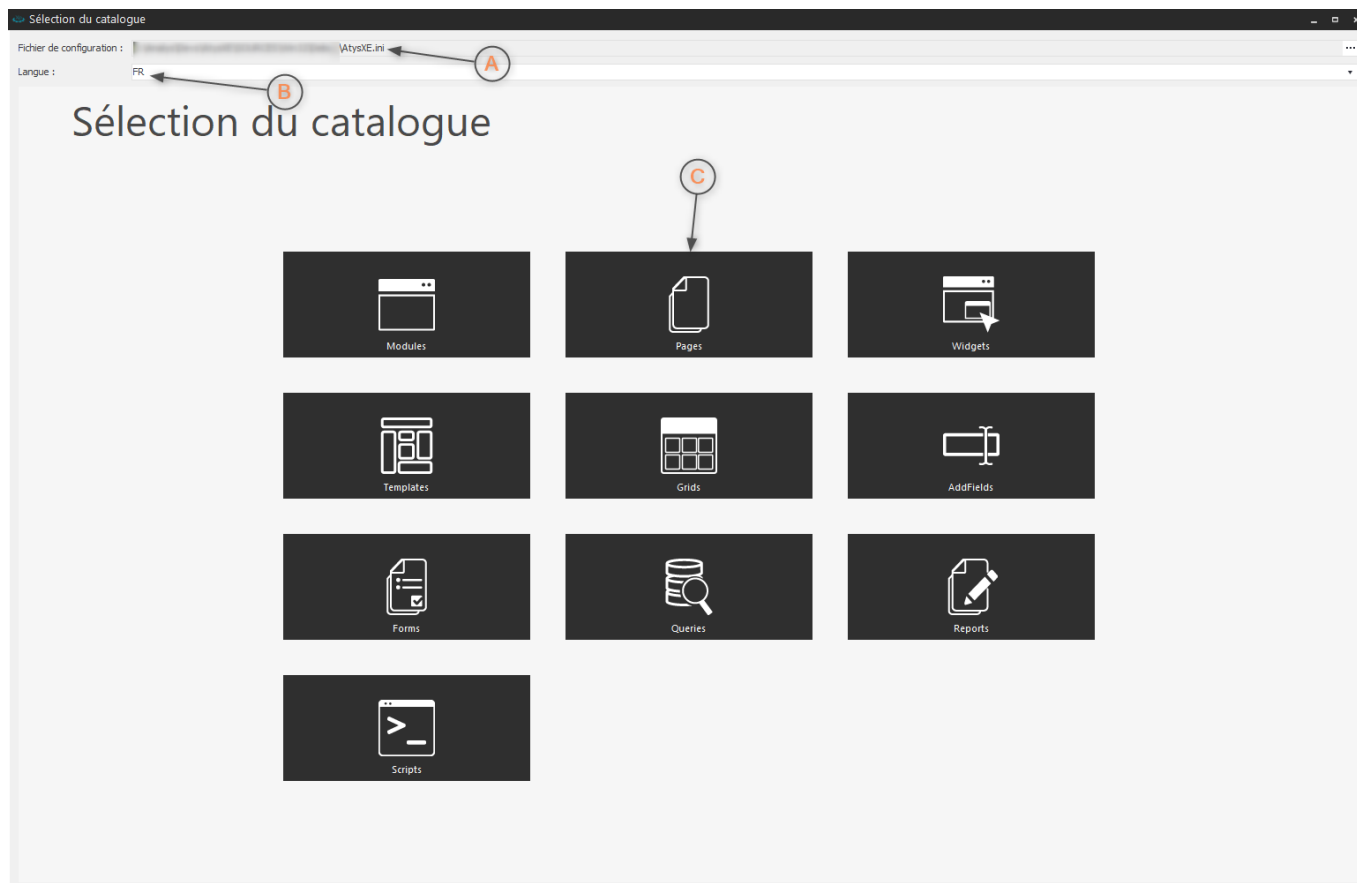 Sélection du catalogue
Fichier de configuration : \AtysXE.ini
A
Langue : FR
B
Sélection du catalogue
C
Modules Pages Widgets
Templates Grids AddFields
Forms Queries Reports
>_
Scripts